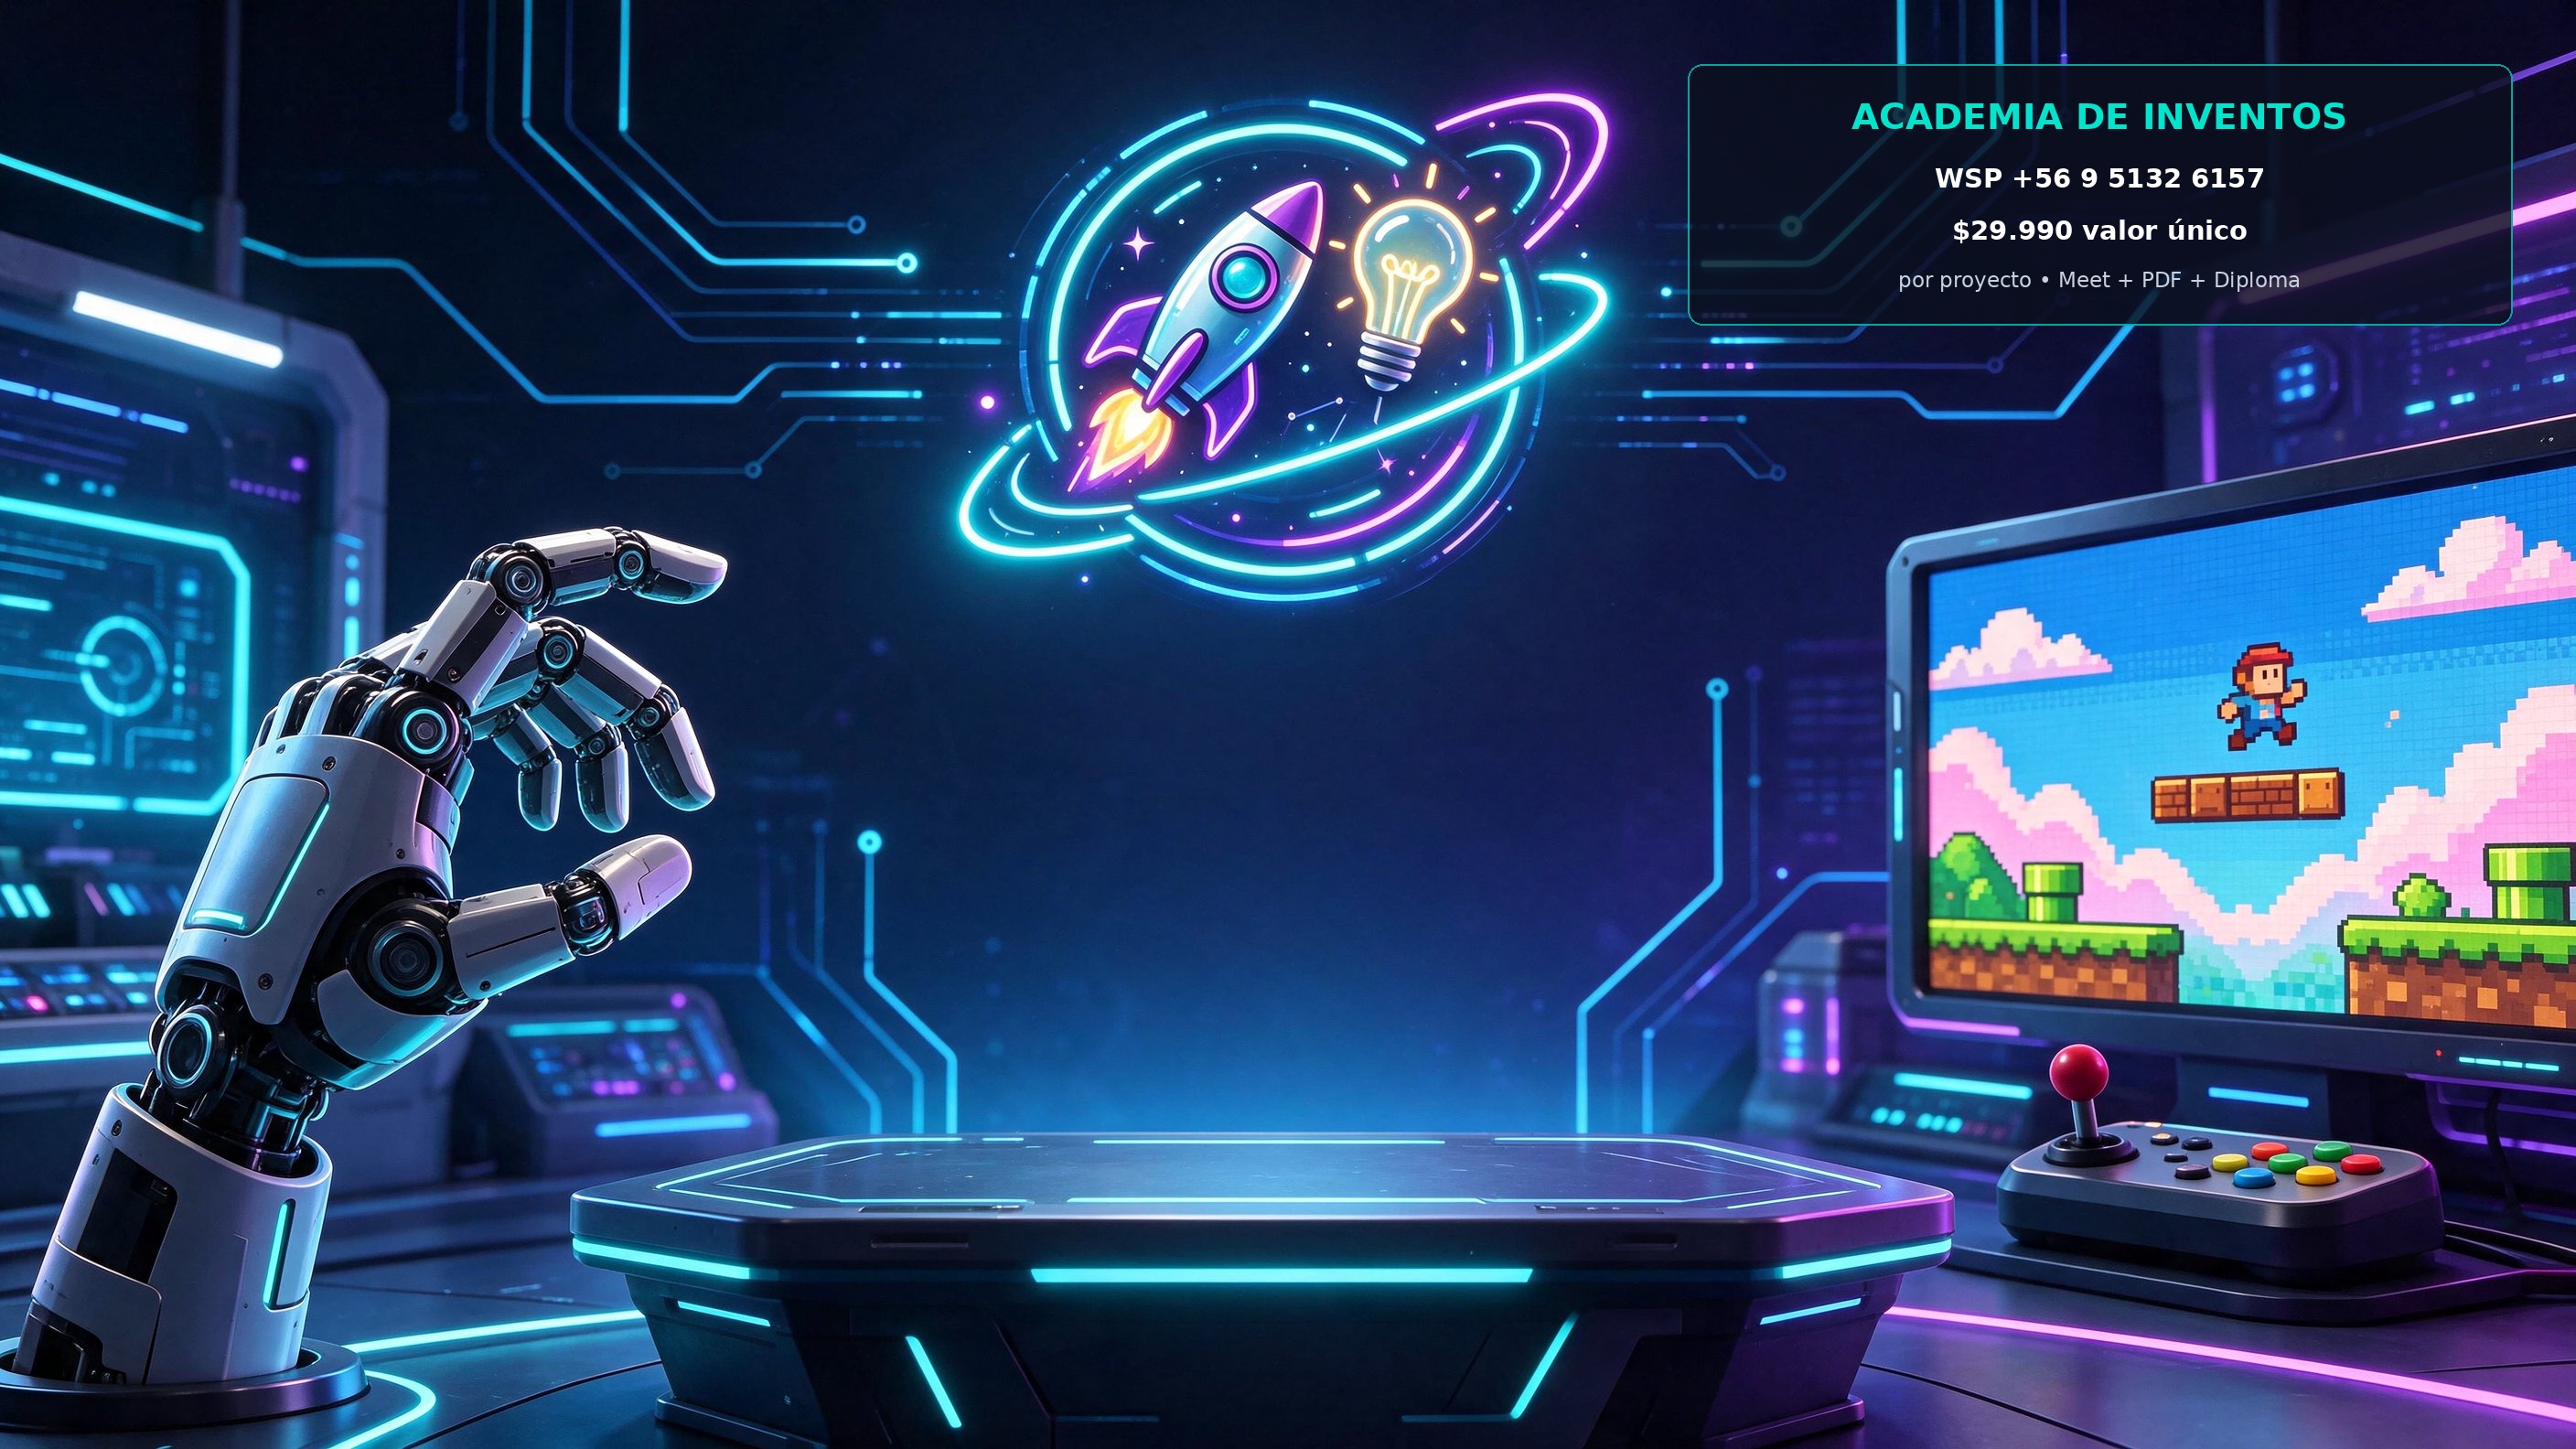 ACADEMIA DE INVENTOS
WSP +56 9 5132 6157
$29.990 valor único
por proyecto • Meet + PDF + Diploma